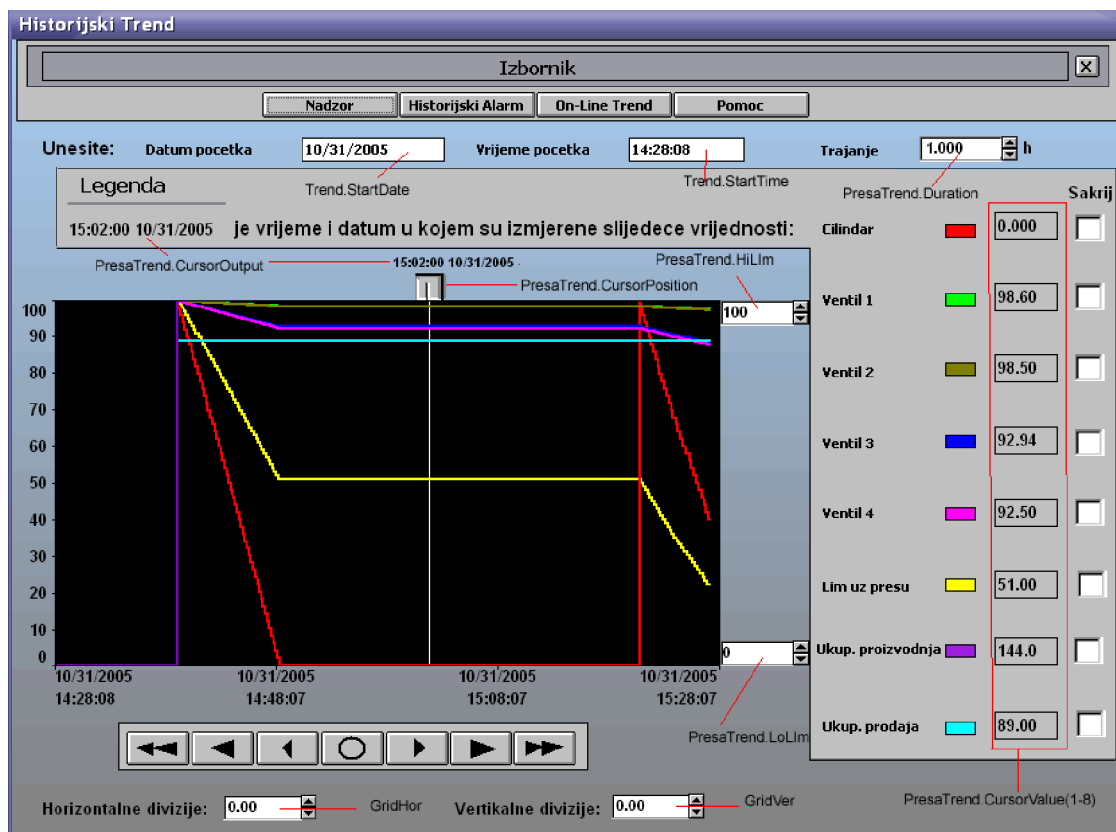 Historijski Trend
Izbornik
Nadzor
Historijski Alarm
On-Line Trend
Pomoc
Unesite:
Datum pocetka
10/31/2005
Vrijeme pocetka
14:28:08
Trajanje
1.000
h
Legenda
Trend.StartDate
Trend.StartTime
PresaTrend.Duration
Sakrij
15:02:00 10/31/2005 je vrijeme i datum u kojem su izmjerene slijedece vrijednosti:
PresaTrend.CursorOutput
15:02:00 10/31/2005
PresaTrend.HiLIm
PresaTrend.CursorPosition
100
100
90
80
70
60
50
40
30
20
10
0
0
10/31/2005
14:28:08
10/31/2005
14:48:07
10/31/2005
15:08:07
10/31/2005
15:28:07
PresaTrend.LoLIm
Cilindar
0.000
Ventil 1
98.60
Ventil 2
98.50
Ventil 3
92.94
Ventil 4
92.50
Lim uz presu
51.00
Ukup. proizvodnja
144.0
Ukup. prodaja
89.00
PresaTrend.CursorValue(1-8)
Horizontalne divizije:
0.00
GridHor
Vertikalne divizije:
0.00
GridVer